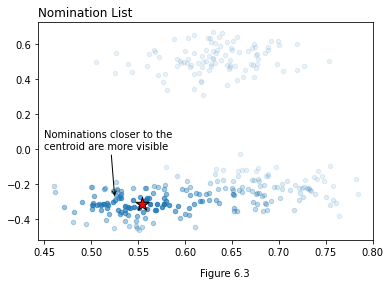 Nomination List
0.6
0.4
0.2
0.0
−0.2
−0.4
Nominations closer to the
centroid are more visible
0.45 0.50 0.55 0.60 0.65 0.70 0.75 0.80
Figure 6.3